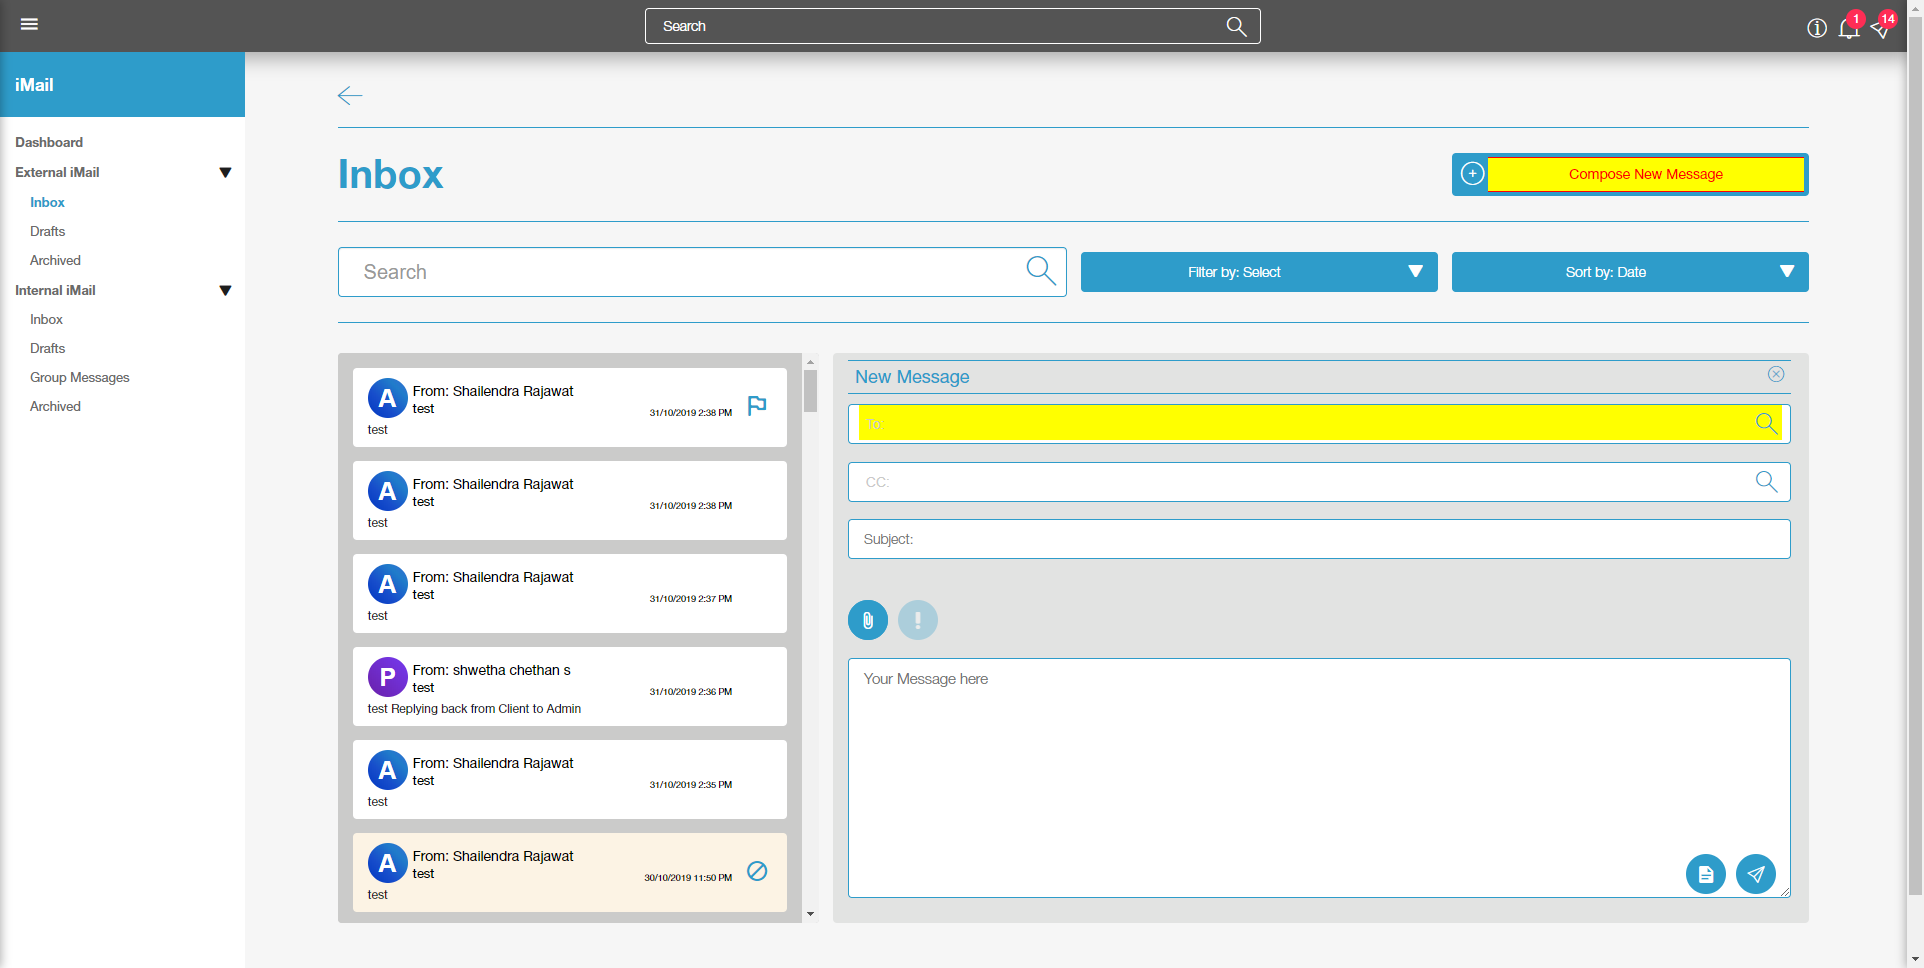 Search
1
14
iMail
Dashboard
External iMail
Inbox
Drafts
Archived
Internal iMail
Inbox
Drafts
Group Messages
Archived
Inbox
Compose New Message
Search
Filter by: Select
Sort by: Date
A
From: Shailendra Rajawat
test
31/10/2019 2:38 PM
test
A
From: Shailendra Rajawat
test
31/10/2019 2:38 PM
test
A
From: Shailendra Rajawat
test
31/10/2019 2:37 PM
test
P
From: shwetha chethan s
test
31/10/2019 2:36 PM
test Replying back from Client to Admin
A
From: Shailendra Rajawat
test
31/10/2019 2:35 PM
test
A
From: Shailendra Rajawat
test
30/10/2019 11:50 PM
test
New Message
To:
CC:
Subject:
Your Message here